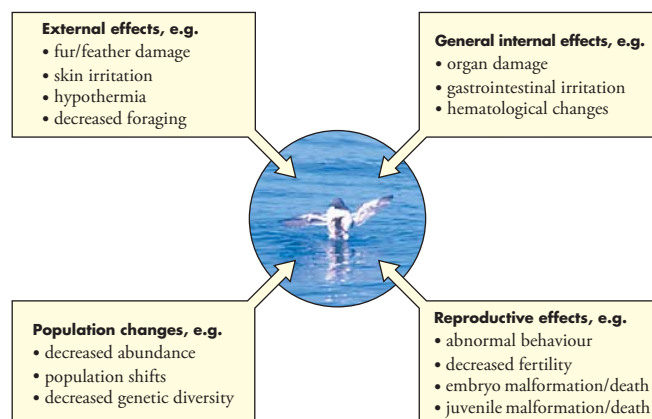 External effects, e.g.
• fur/feather damage
• skin irritation
• hypothermia
• decreased foraging
General internal effects, e.g.
• organ damage
• gastrointestinal irritation
• hematological changes
Population changes, e.g.
• decreased abundance
• population shifts
• decreased genetic diversity
Reproductive effects, e.g.
• abnormal behaviour
• decreased fertility
• embryo malformation/death
• juvenile malformation/death